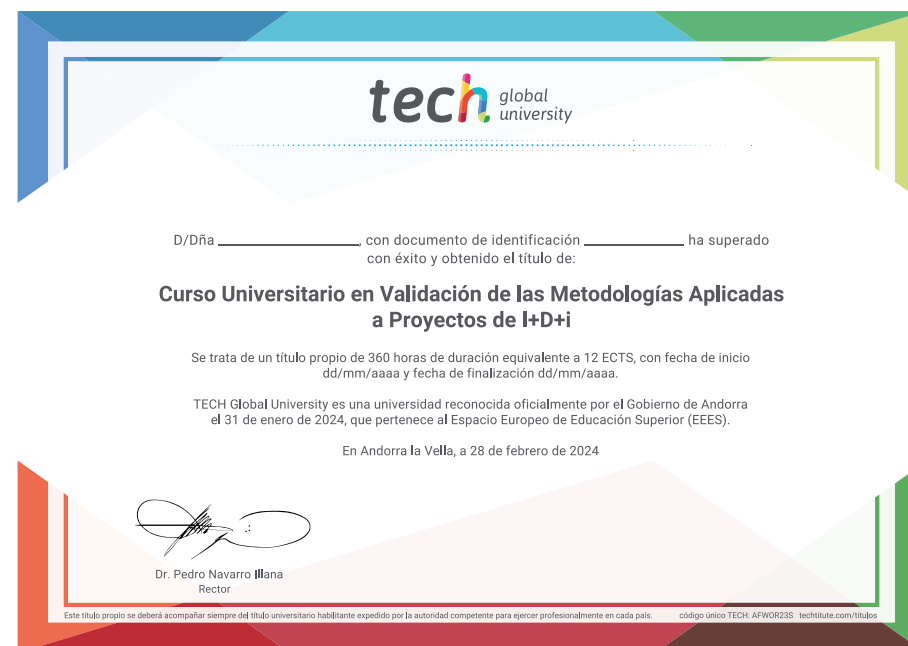 tech global university
D/Dña ____________________, con documento de identificación ______________ ha superado
con éxito y obtenido el título de:
Curso Universitario en Validación de las Metodologías Aplicadas
a Proyectos de I+D+i
Se trata de un título propio de 360 horas de duración equivalente a 12 ECTS, con fecha de inicio
dd/mm/aaaa y fecha de finalización dd/mm/aaaa.
TECH Global University es una universidad reconocida oficialmente por el Gobierno de Andorra
el 31 de enero de 2024, que pertenece al Espacio Europeo de Educación Superior (EEES).
En Andorra la Vella, a 28 de febrero de 2024
Dr. Pedro Navarro Illana
Rector
Este título propio se deberá acompañar siempre del título universitario habilitante expedido por la autoridad competente para ejercer profesionalmente en cada país. código único TECH: AFWOR23S techtitute.com/titulos